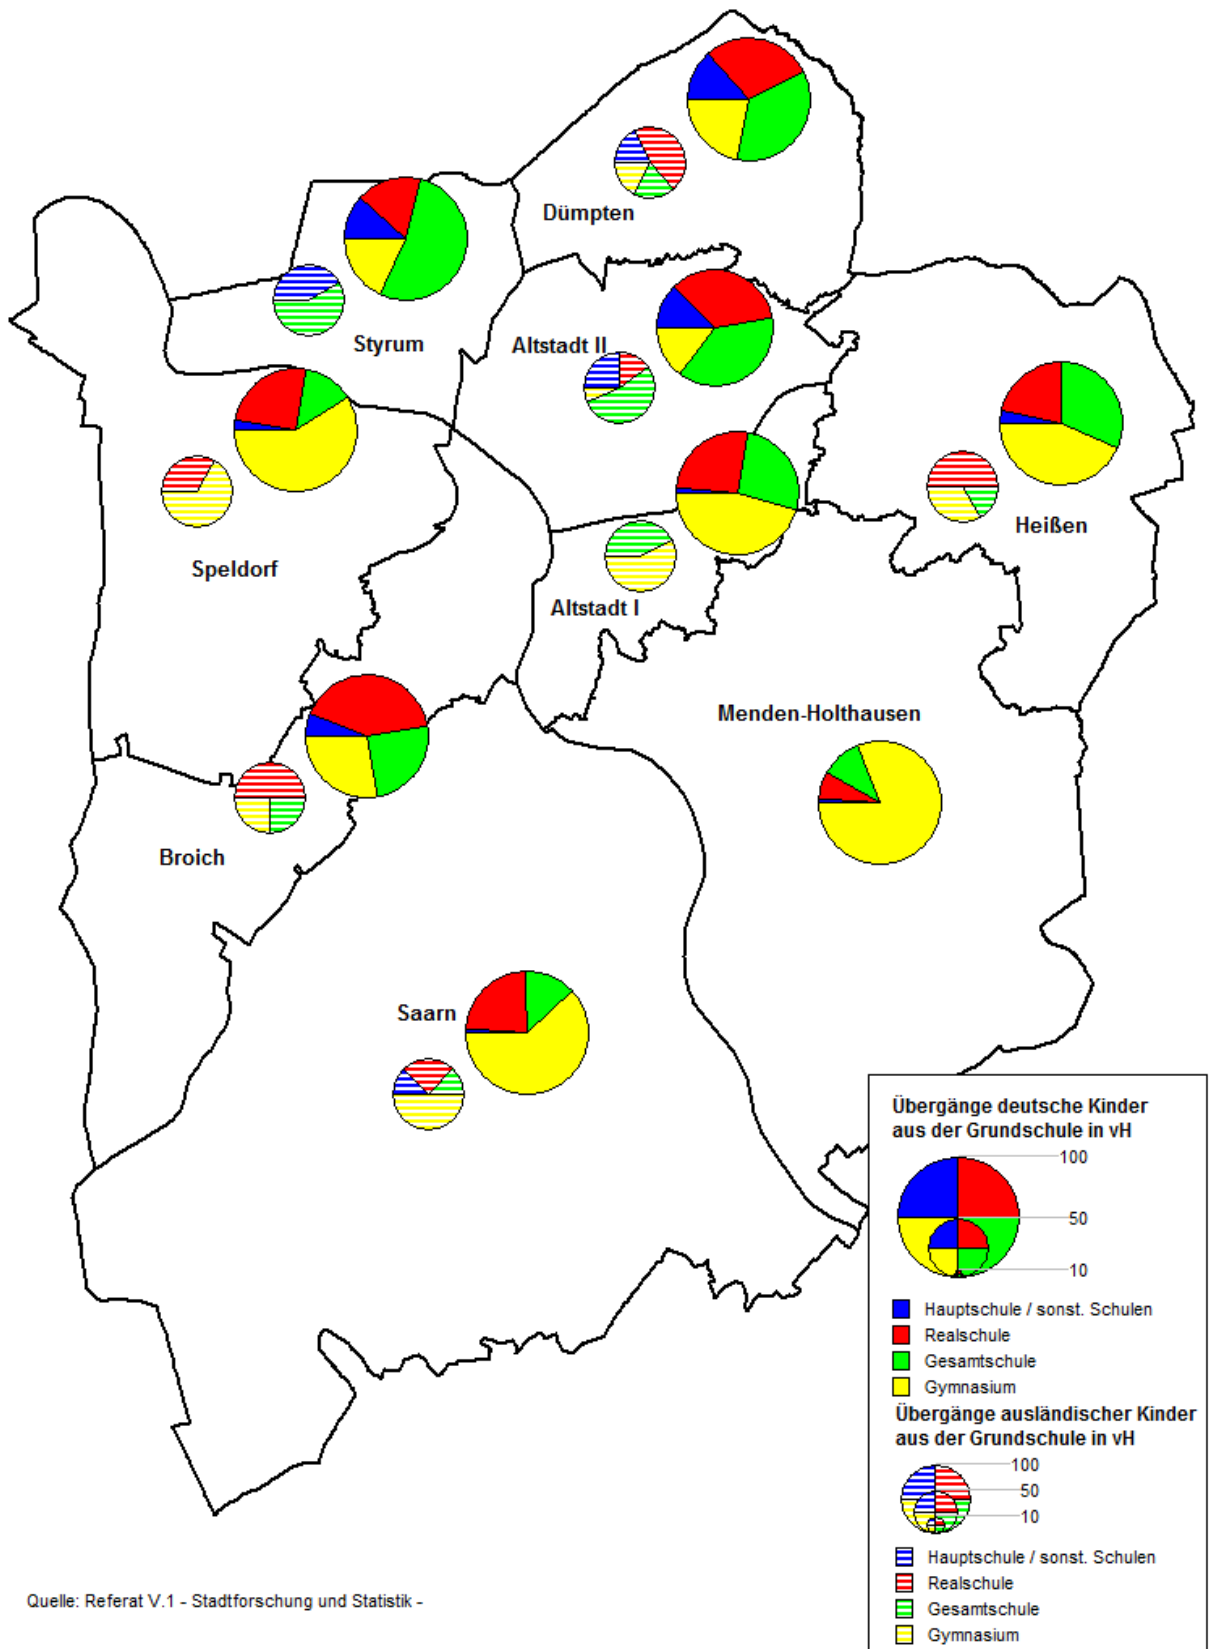 Dümpten
Styrum
Altstadt II
Heißen
Speldorf
Altstadt I
Menden-Holthausen
Broich
Saarn
Übergänge deutsche Kinder
aus der Grundschule in vH
100
50
10
Hauptschule / sonst. Schulen
Realschule
Gesamtschule
Gymnasium
Übergänge ausländischer Kinder
aus der Grundschule in vH
100
50
10
Hauptschule / sonst. Schulen
Realschule
Gesamtschule
Gymnasium
Quelle: Referat V.1 - Stadtforschung und Statistik -